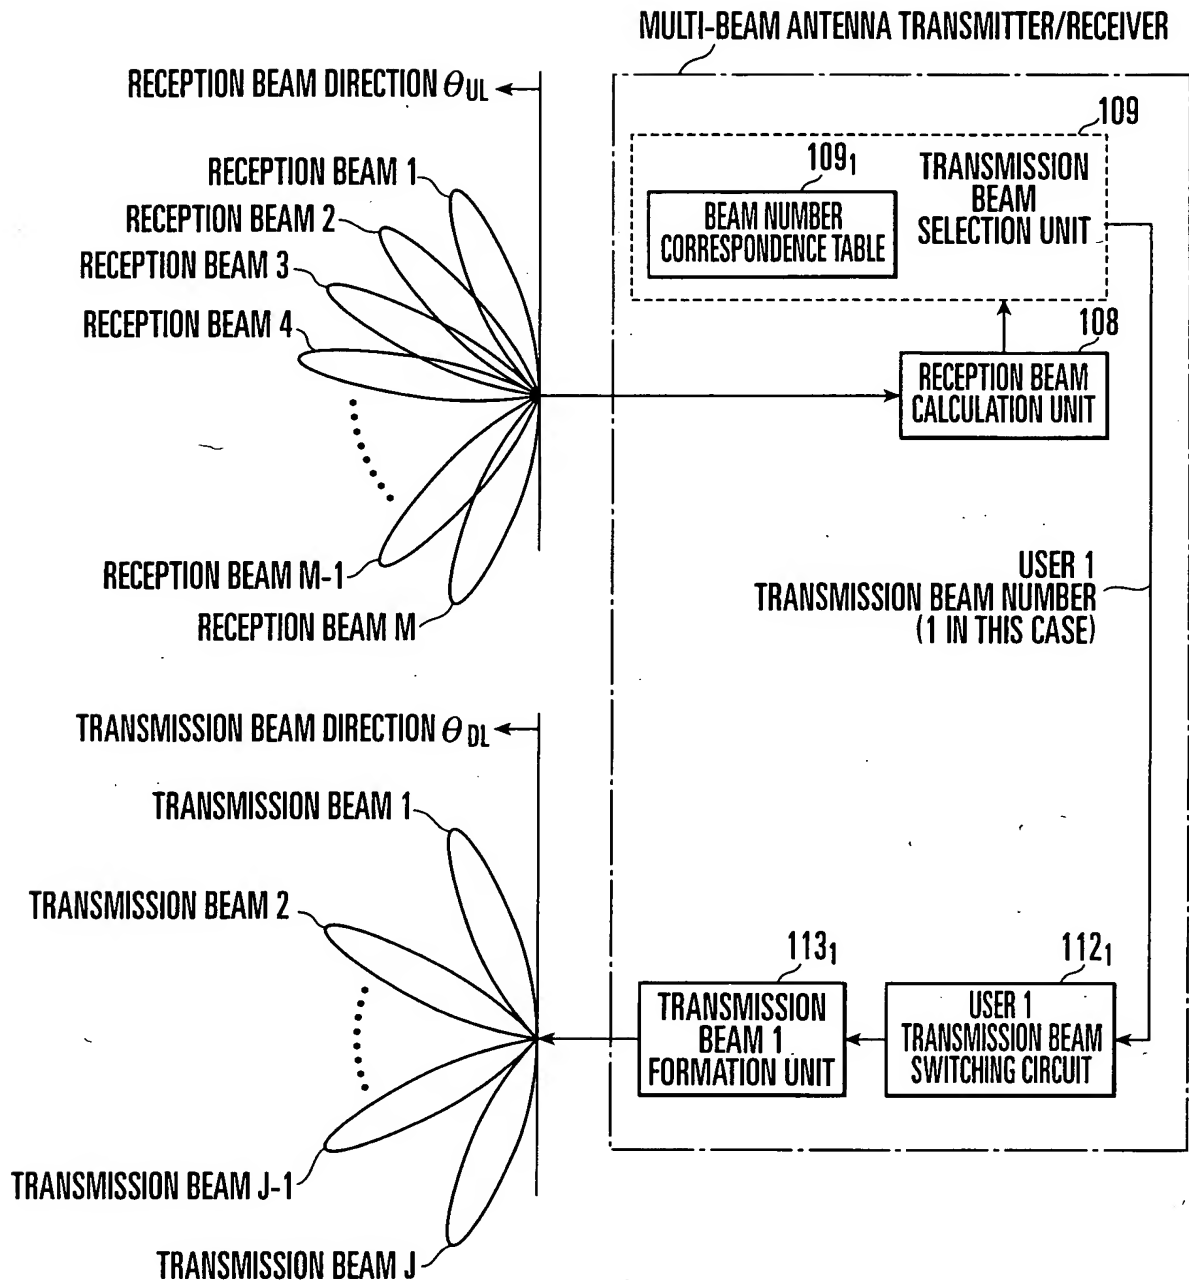 MULTI-BEAM ANTENNA TRANSMITTER/RECEIVER
RECEPTION BEAM DIRECTION θUL
109
109₁
TRANSMISSION
BEAM
SELECTION UNIT
BEAM NUMBER
CORRESPONDENCE TABLE
RECEPTION BEAM 1
RECEPTION BEAM 2
RECEPTION BEAM 3
RECEPTION BEAM 4
108
RECEPTION BEAM
CALCULATION UNIT
RECEPTION BEAM M-1
RECEPTION BEAM M
USER 1
TRANSMISSION BEAM NUMBER
(1 IN THIS CASE)
TRANSMISSION BEAM DIRECTION θDL
TRANSMISSION BEAM 1
TRANSMISSION BEAM 2
113₁
TRANSMISSION
BEAM 1
FORMATION UNIT
112₁
USER 1
TRANSMISSION BEAM
SWITCHING CIRCUIT
TRANSMISSION BEAM J-1
TRANSMISSION BEAM J